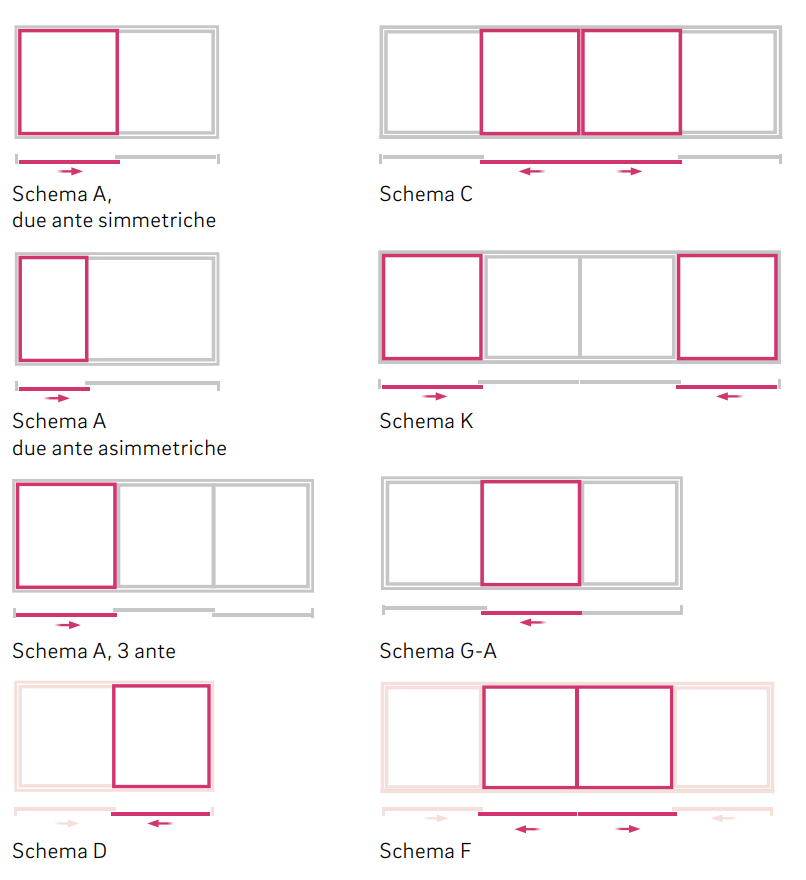 Schema A,
due ante simmetriche
Schema C
Schema A
due ante asimmetriche
Schema K
Schema A, 3 ante
Schema G-A
Schema D
Schema F